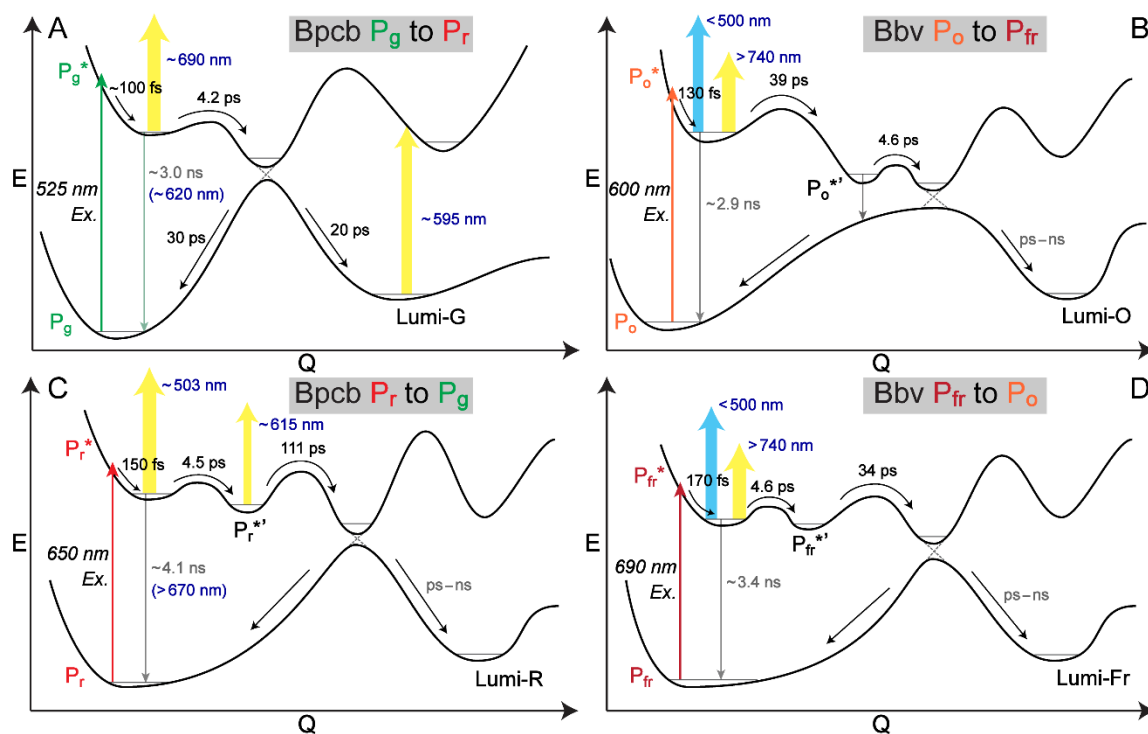 A
Bpcb Pg to Pr
~690 nm
Pg*
~100 fs
4.2 ps
E
525 nm
Ex.
~3.0 ns
(~620 nm)
~595 nm
30 ps
20 ps
Pg
Lumi-G
Q
B
Bbv Po to Pfr
<500 nm
>740 nm
Po*
130 fs
39 ps
4.6 ps
E
600 nm
Ex.
Po*'
~2.9 ns
ps–ns
Po
Lumi-O
Q
C
Bpcb Pr to Pg
~503 nm
~615 nm
Pr*
150 fs
4.5 ps
111 ps
Pr*'
E
650 nm
Ex.
~4.1 ns
(>670 nm)
ps–ns
Pr
Lumi-R
Q
D
Bbv Pfr to Po
<500 nm
>740 nm
Pfr*
170 fs
4.6 ps
34 ps
Pfr*'
E
690 nm
Ex.
~3.4 ns
ps–ns
Pfr
Lumi-Fr
Q